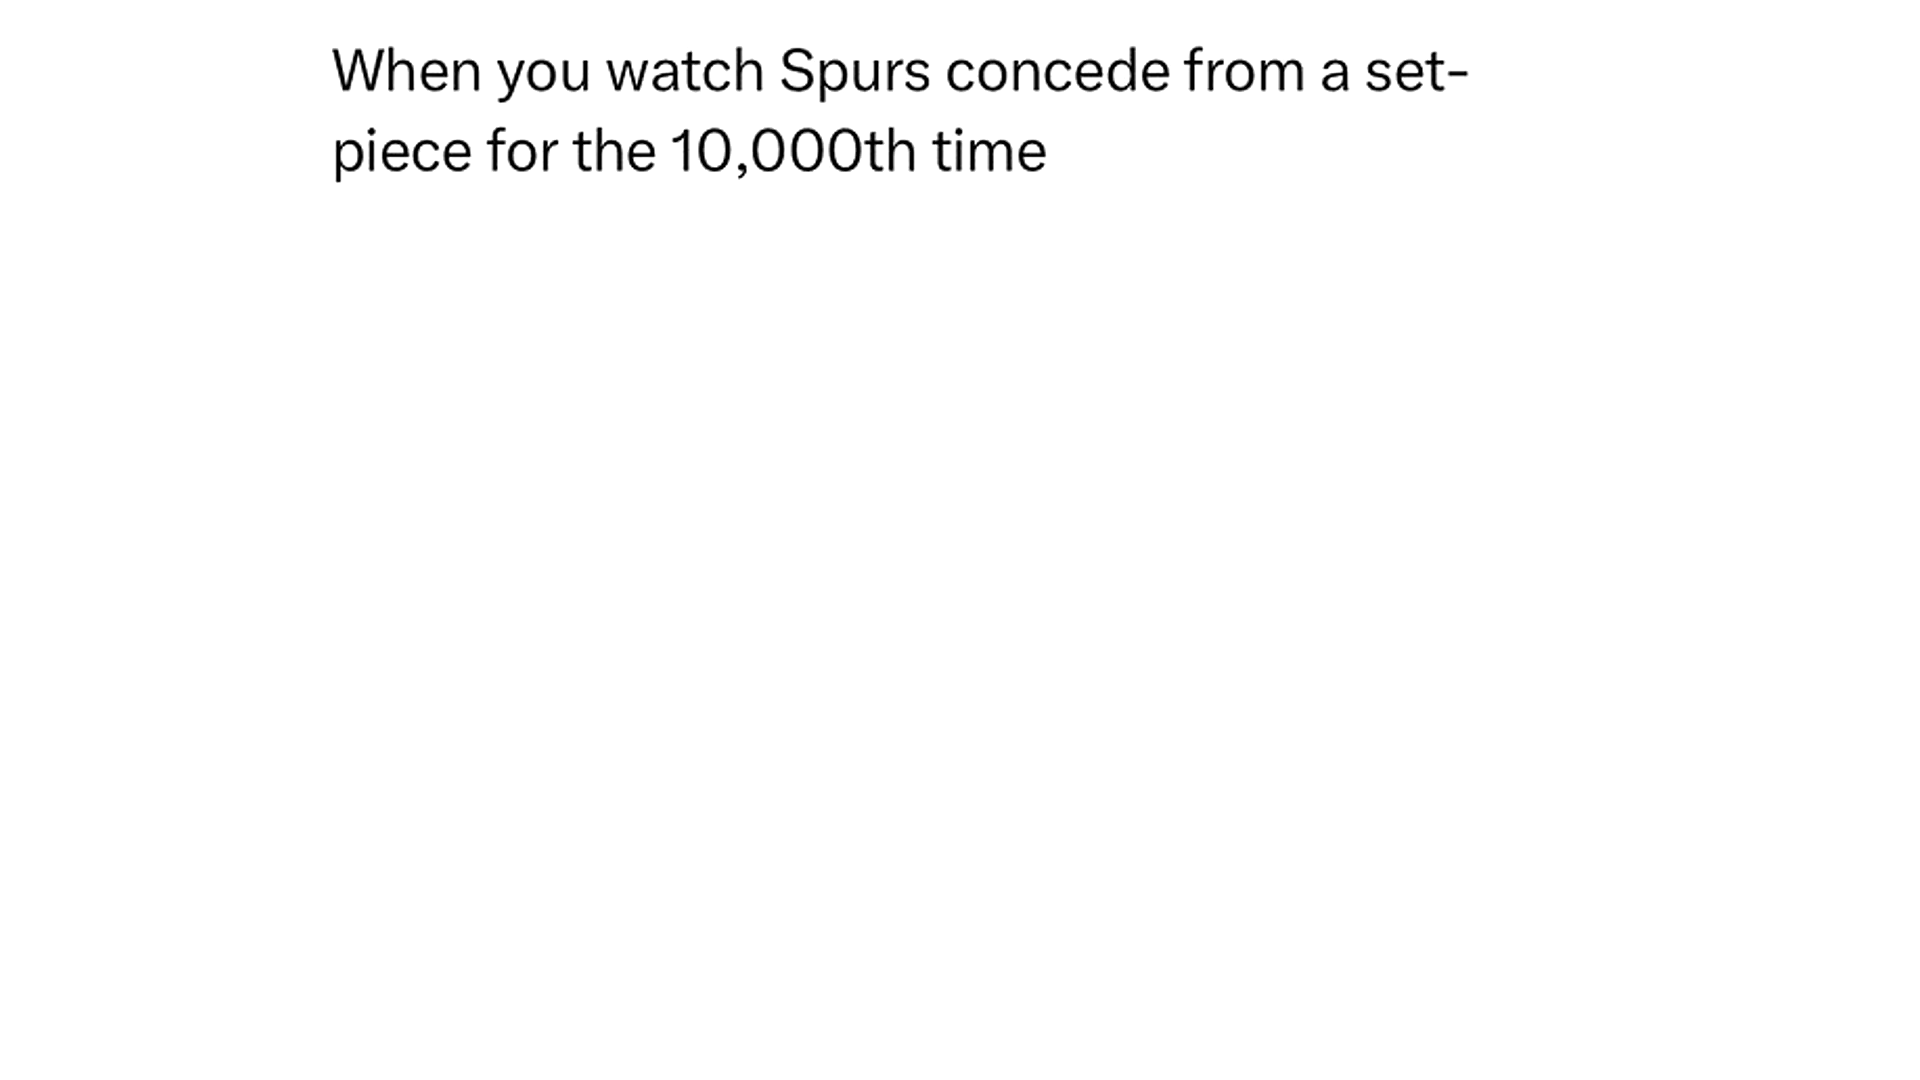 When you watch Spurs concede from a set-
piece for the 10,000th time